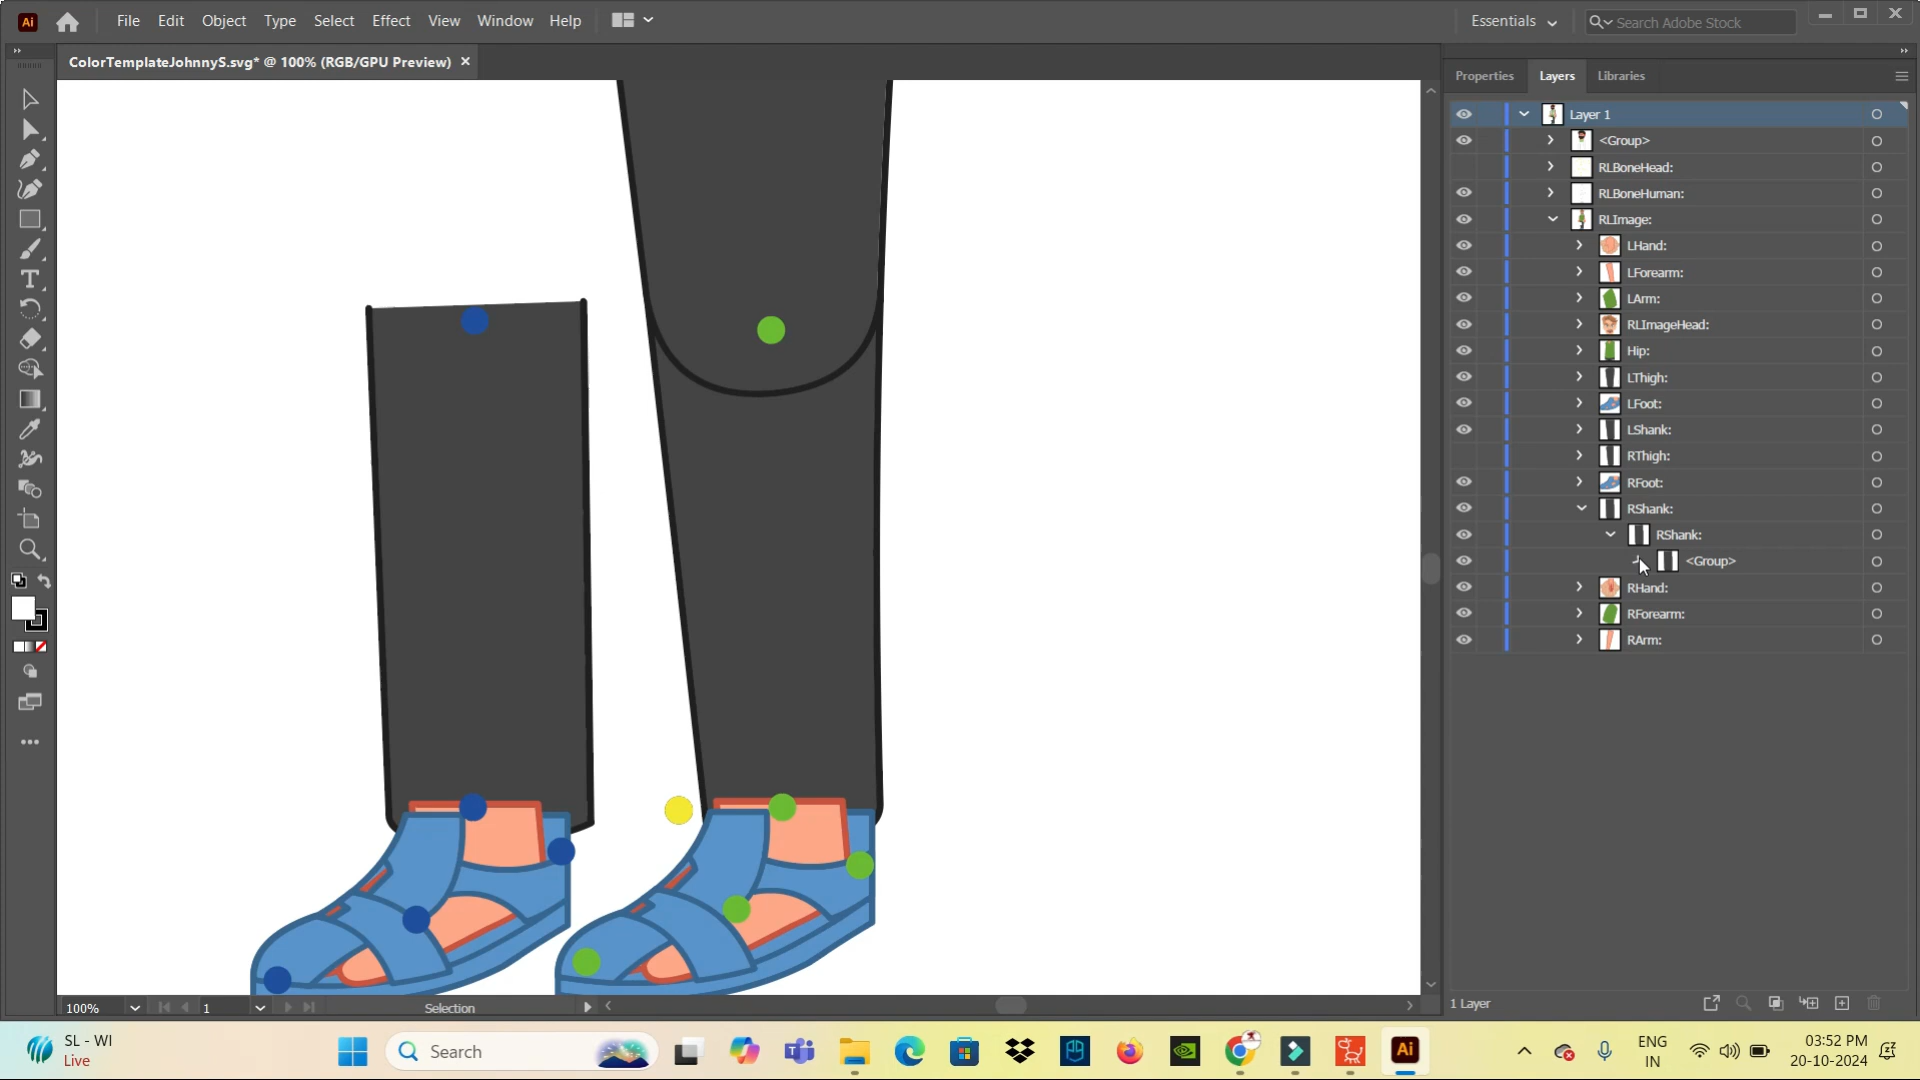 Ai File Edit Object Type Select Effect View Window Help Essentials Search Adobe Stock
ColorTemplateJohnnyS.svg* @ 100% (RGB/GPU Preview) ×
Properties Layers Libraries
Layer 1
<Group>
RLBoneHead:
RLBoneHuman:
RLImage:
LHand:
LForearm:
LArm:
RLImageHead:
Hip:
LThigh:
LFoot:
LShank:
RThigh:
RFoot:
RShank:
RShank:
<Group>
RHand:
RForearm:
RArm:
100% 1 Selection
1 Layer
SL - WI
Live
Search
Ai
ENG
IN
03:52 PM
20-10-2024